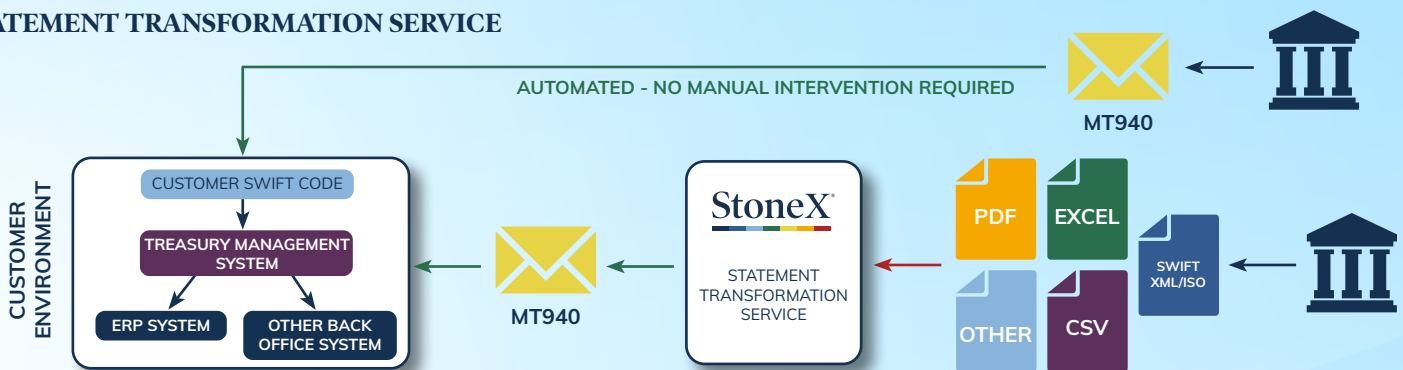 ATEMENT TRANSFORMATION SERVICE
AUTOMATED - NO MANUAL INTERVENTION REQUIRED
MT940
CUSTOMER
ENVIRONMENT
CUSTOMER SWIFT CODE
TREASURY MANAGEMENT
SYSTEM
ERP SYSTEM
OTHER BACK
OFFICE SYSTEM
MT940
StoneX®
STATEMENT
TRANSFORMATION
SERVICE
PDF
EXCEL
SWIFT
XML/ISO
OTHER
CSV